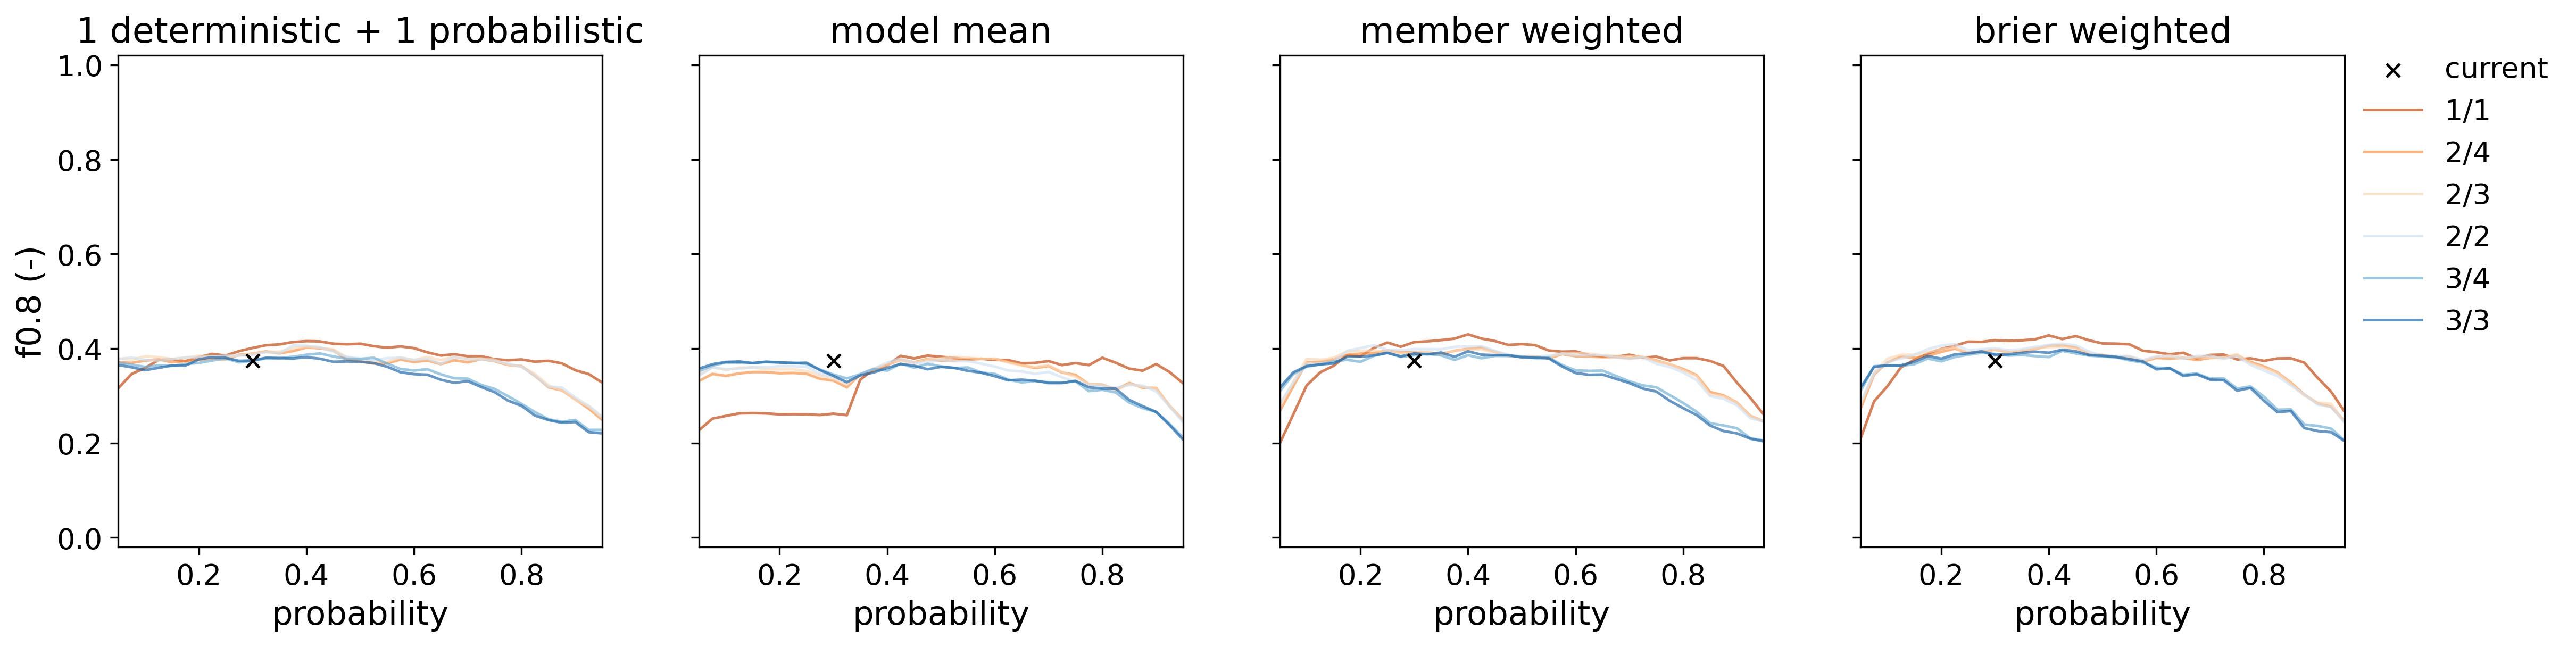 1 deterministic + 1 probabilistic
model mean
member weighted
brier weighted
f0.8 (-)
1.0
0.8
0.6
0.4
0.2
0.0
0.2 0.4 0.6 0.8
0.2 0.4 0.6 0.8
0.2 0.4 0.6 0.8
0.2 0.4 0.6 0.8
probability
probability
probability
probability
current
1/1
2/4
2/3
2/2
3/4
3/3